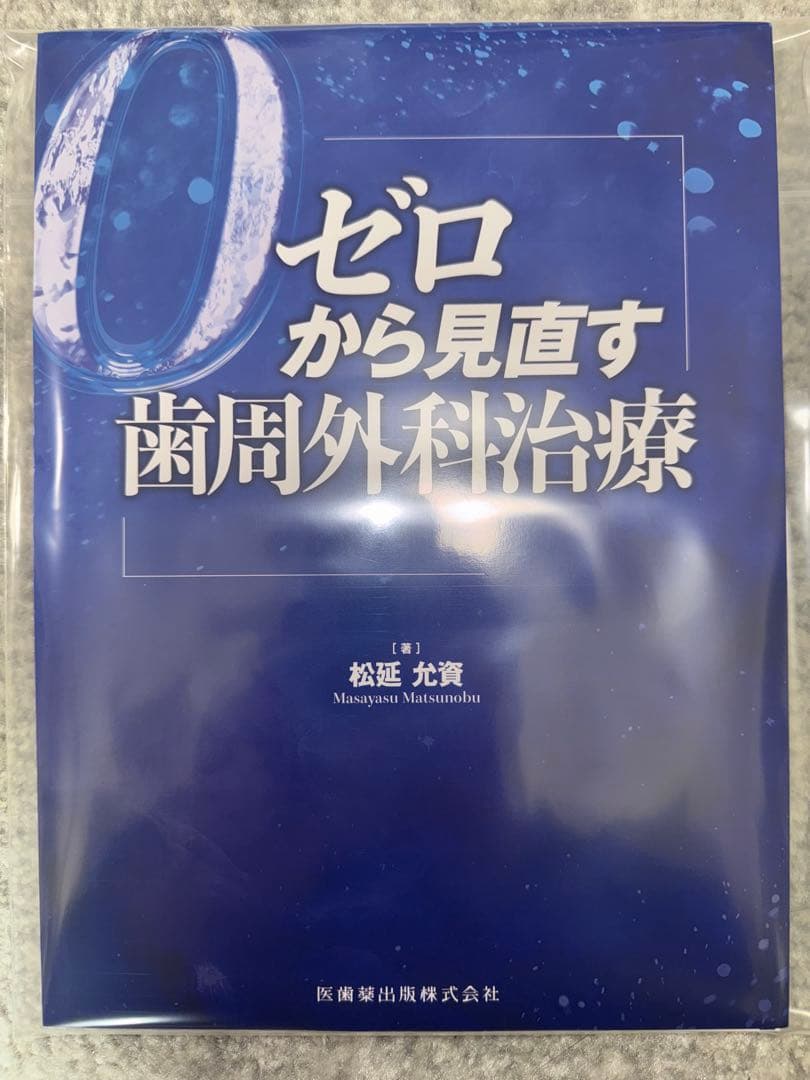 0
ゼロ
から見直す
歯周外科治療
[著]
松延 允資
Masayasu Matsunobu
医歯薬出版株式会社